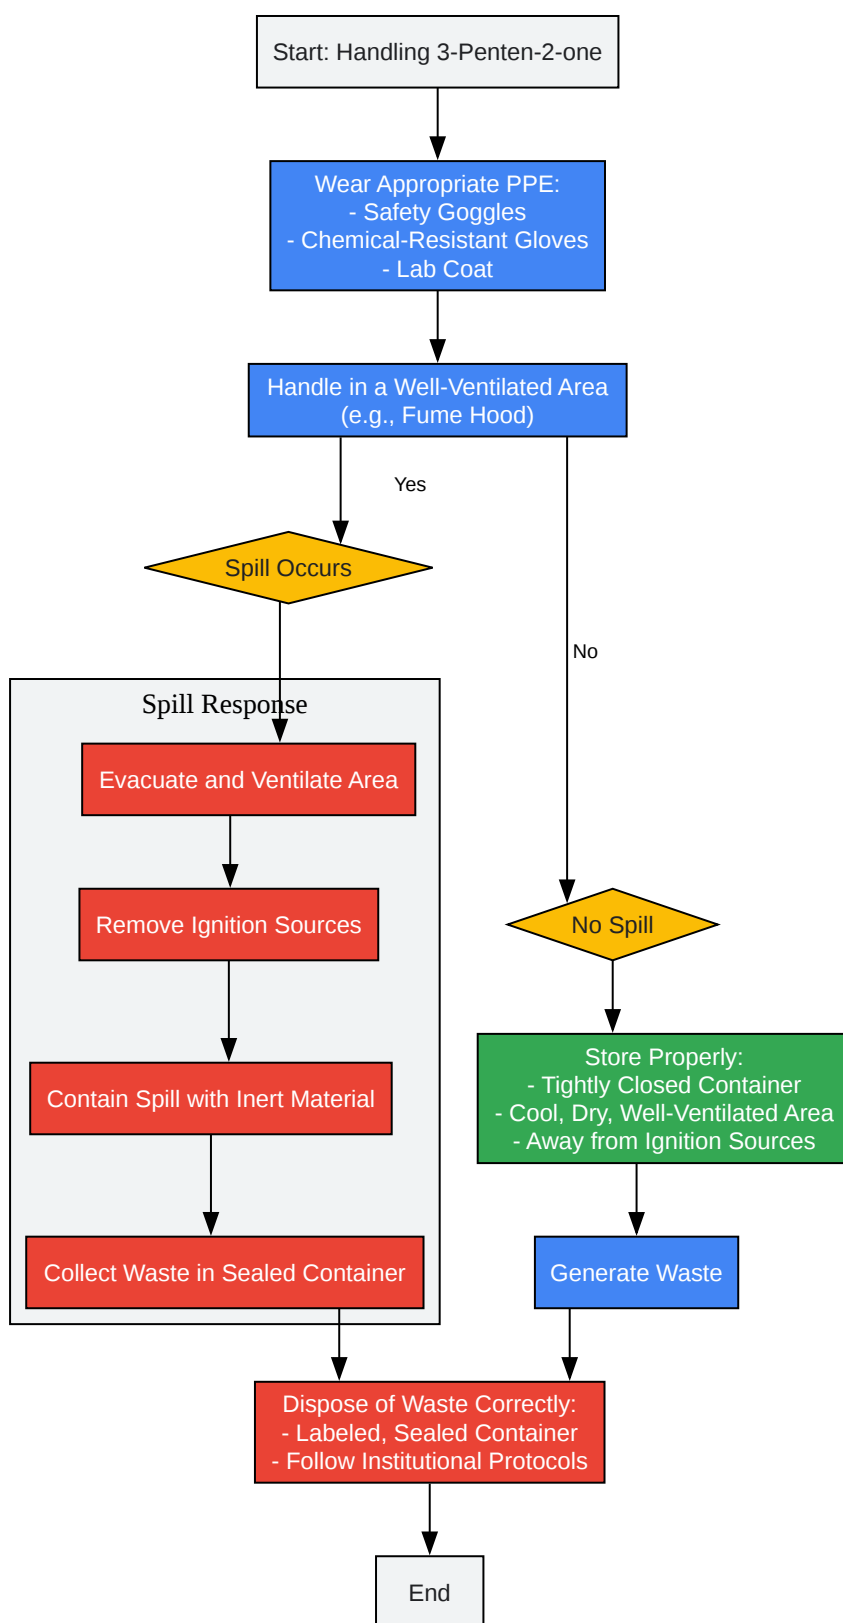 Start: Handling 3-Penten-2-one
Wear Appropriate PPE:
- Safety Goggles
- Chemical-Resistant Gloves
- Lab Coat
Handle in a Well-Ventilated Area
(e.g., Fume Hood)
Yes
Spill Occurs
No
Spill Response
Evacuate and Ventilate Area
Remove Ignition Sources
Contain Spill with Inert Material
Collect Waste in Sealed Container
No Spill
Store Properly:
- Tightly Closed Container
- Cool, Dry, Well-Ventilated Area
- Away from Ignition Sources
Generate Waste
Dispose of Waste Correctly:
- Labeled, Sealed Container
- Follow Institutional Protocols
End